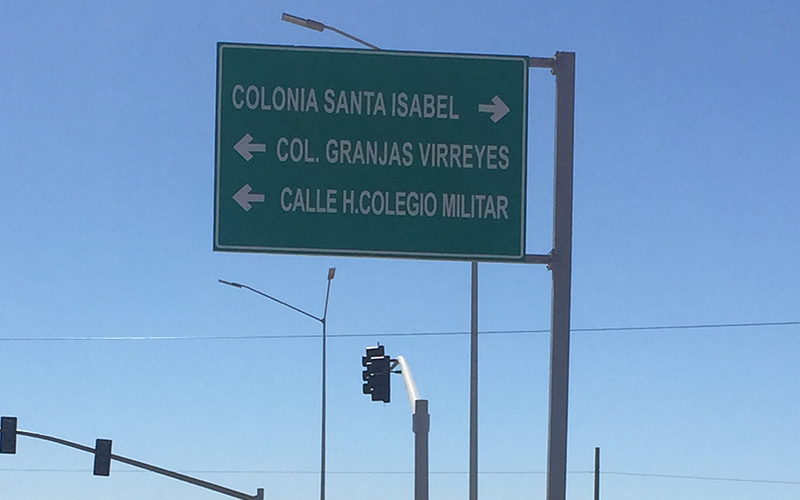 COLONIA SANTA ISABEL
COL. GRANJAS VIRREYES
CALLE H.COLEGIO MILITAR